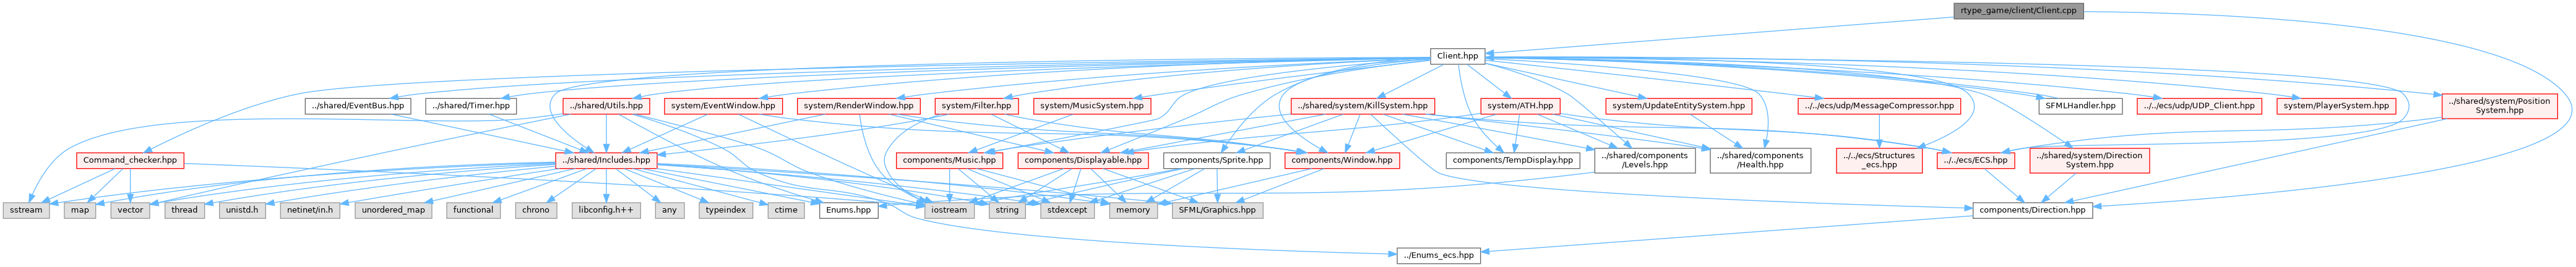 rtype_game/client/Client.cpp
Client.hpp
../shared/EventBus.hpp
../shared/Timer.hpp
../shared/Utils.hpp
system/EventWindow.hpp
system/RenderWindow.hpp
system/Filter.hpp
system/MusicSystem.hpp
../shared/system/KillSystem.hpp
system/ATH.hpp
system/UpdateEntitySystem.hpp
../../ecs/udp/MessageCompressor.hpp
SFMLHandler.hpp
../../ecs/udp/UDP_Client.hpp
system/PlayerSystem.hpp
../shared/system/Position
System.hpp
Command_checker.hpp
../shared/Includes.hpp
components/Music.hpp
components/Displayable.hpp
components/Sprite.hpp
components/Window.hpp
components/TempDisplay.hpp
../shared/components
/Levels.hpp
../shared/components
/Health.hpp
../../ecs/Structures
_ecs.hpp
../../ecs/ECS.hpp
../shared/system/Direction
System.hpp
sstream
map
vector
thread
unistd.h
netinet/in.h
unordered_map
functional
chrono
libconfig.h++
any
typeindex
ctime
Enums.hpp
iostream
string
stdexcept
memory
SFML/Graphics.hpp
components/Direction.hpp
../Enums_ecs.hpp